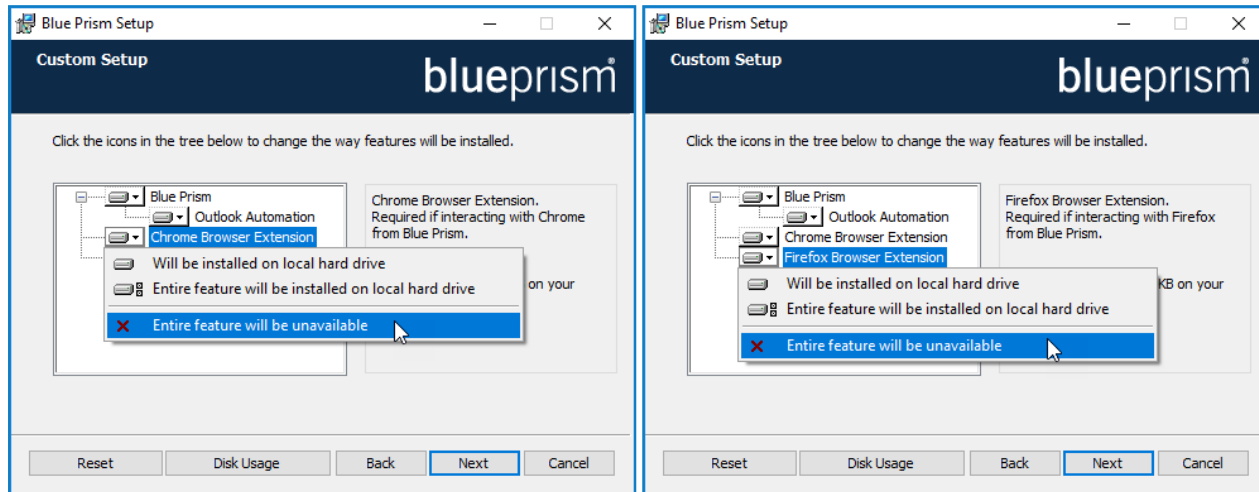 Blue Prism Setup
Custom Setup
blueprism®
Click the icons in the tree below to change the way features will be installed.
Blue Prism
Outlook Automation
Chrome Browser Extension
Will be installed on local hard drive
Entire feature will be installed on local hard drive
Entire feature will be unavailable
Chrome Browser Extension.
Required if interacting with Chrome
from Blue Prism.
on your
Reset
Disk Usage
Back
Next
Cancel
Blue Prism Setup
Custom Setup
blueprism®
Click the icons in the tree below to change the way features will be installed.
Blue Prism
Outlook Automation
Chrome Browser Extension
Firefox Browser Extension
Will be installed on local hard drive
Entire feature will be installed on local hard drive
Entire feature will be unavailable
Firefox Browser Extension.
Required if interacting with Firefox
from Blue Prism.
KB on your
Reset
Disk Usage
Back
Next
Cancel